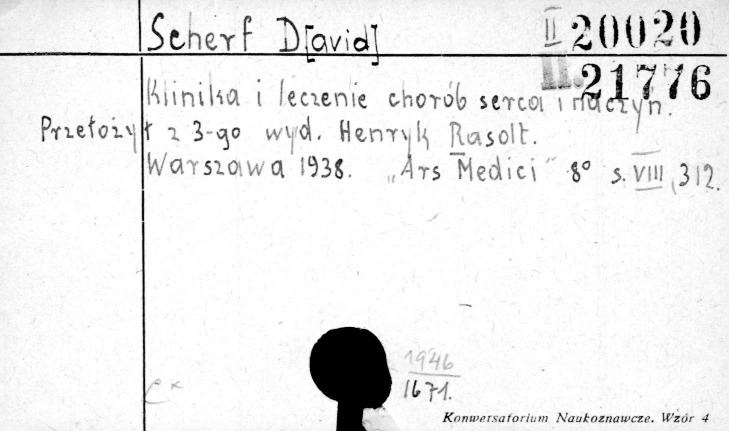 Scherf D[avid]
II 20020
II. 21776
Klinika i leczenie chorób serca i naczyn.
Przełożył z 3-go wyd. Henryk Rasolt.
Warszawa 1938. „Ars Medici" 8° s. VIII, 312.
1946
1671.
Konwersatorium Naukoznawcze. Wzór 4